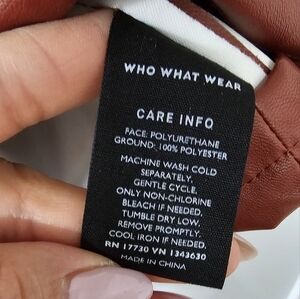 WHO WHAT WEAR
CARE INFO
FACE: POLYURETHANE
GROUND: 100% POLYESTER
MACHINE WASH COLD
SEPARATELY,
GENTLE CYCLE.
ONLY NON-CHLORINE
BLEACH IF NEEDED.
TUMBLE DRY LOW.
REMOVE PROMPTLY.
COOL IRON IF NEEDED.
RN 17730 VN 1343630
MADE IN CHINA